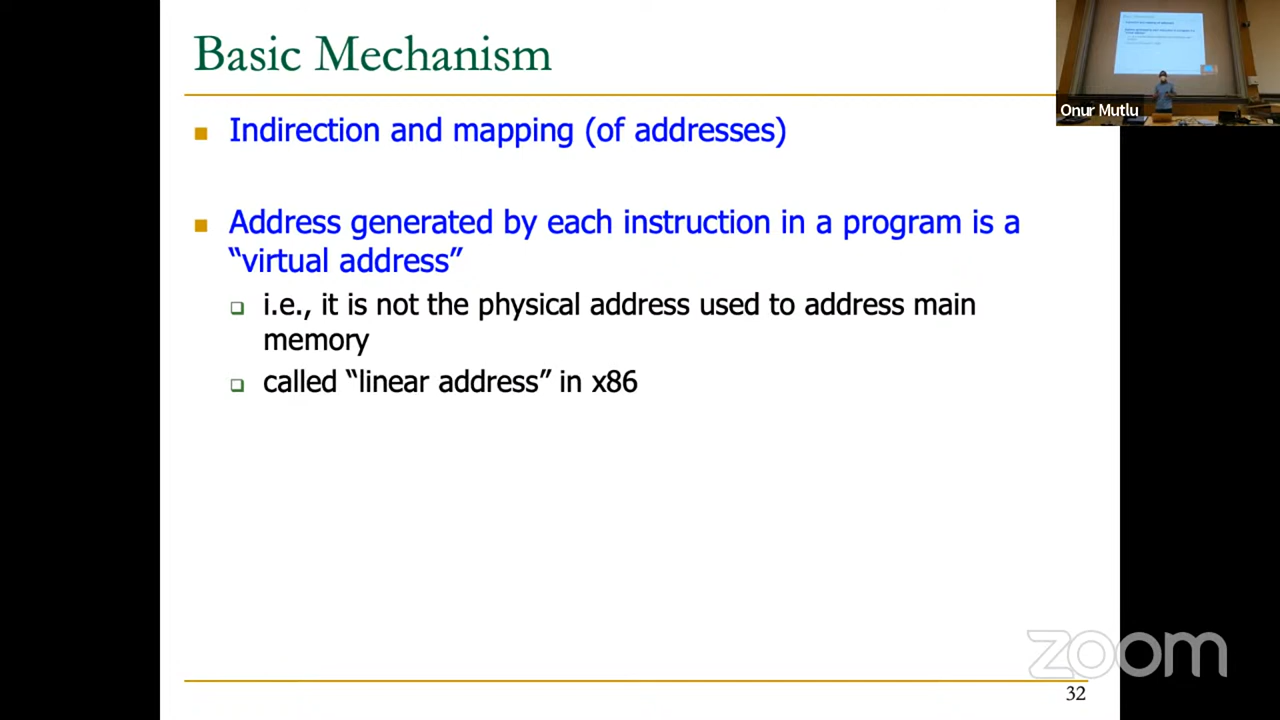 Basic Mechanism
Onur Mutlu
Indirection and mapping (of addresses)
Address generated by each instruction in a program is a
“virtual address”
i.e., it is not the physical address used to address main
memory
called “linear address” in x86
zoom
32